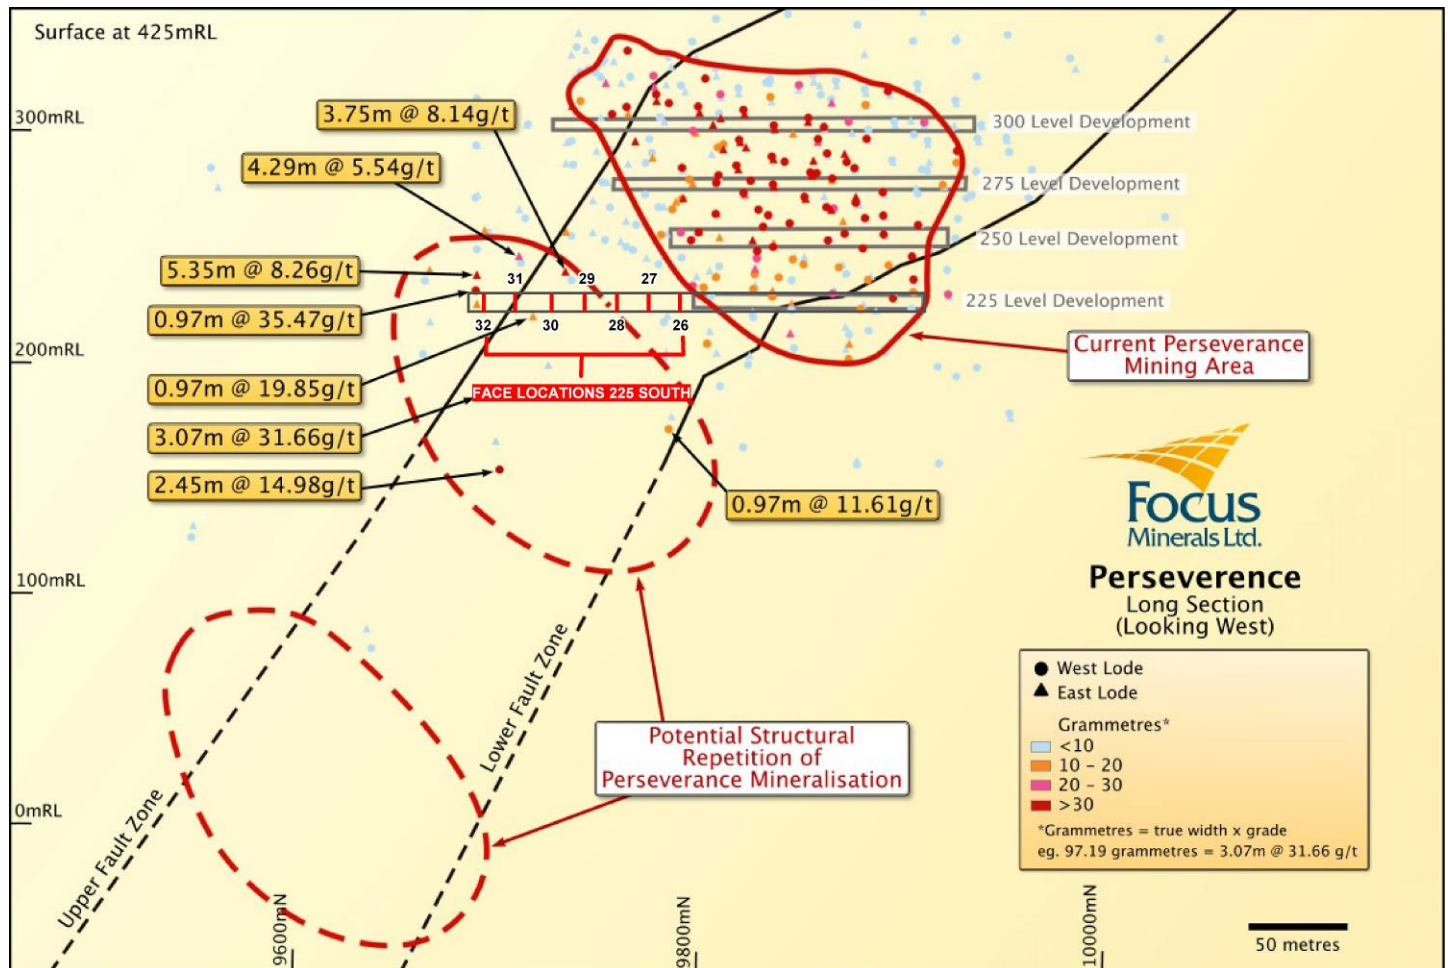 Surface at 425mRL
300mRL
200mRL
100mRL
0mRL
3.75m @ 8.14g/t
4.29m @ 5.54g/t
5.35m @ 8.26g/t
0.97m @ 35.47g/t
0.97m @ 19.85g/t
3.07m @ 31.66g/t
2.45m @ 14.98g/t
0.97m @ 11.61g/t
31
29
27
32
30
28
26
FACE LOCATIONS 225 SOUTH
300 Level Development
275 Level Development
250 Level Development
225 Level Development
Current Perseverance
Mining Area
Potential Structural
Repetition of
Perseverance Mineralisation
Upper Fault Zone
Lower Fault Zone
9600mN
9800mN
10000mN
Focus
Minerals Ltd.
Perseverence
Long Section
(Looking West)
West Lode
East Lode
Grammetres*
<10
10 - 20
20 - 30
>30
*Grammetres = true width x grade
eg. 97.19 grammetres = 3.07m @ 31.66 g/t
50 metres